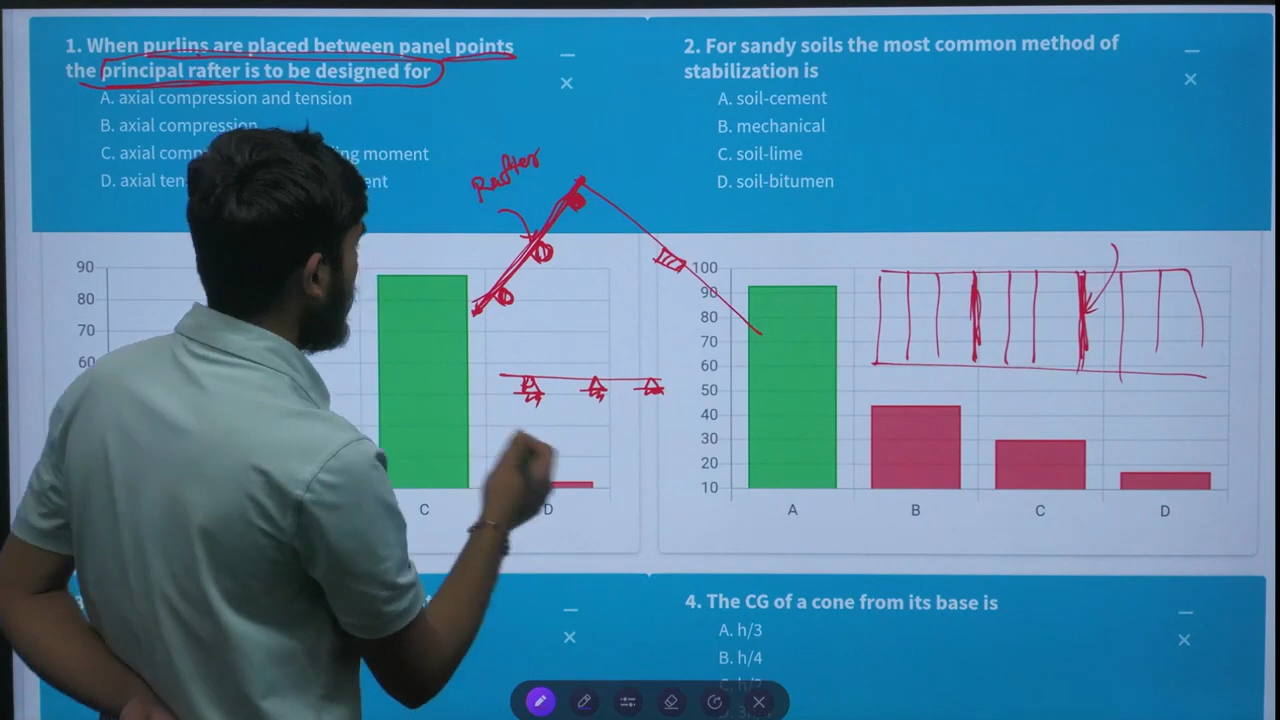 1. When purlins are placed between panel points
the principal rafter is to be designed for
A. axial compression and tension
B. axial compression
C. axial comp ing moment
D. axial ten ent
Rafter
90
80
70
60
C
D
2. For sandy soils the most common method of
stabilization is
A. soil-cement
B. mechanical
C. soil-lime
D. soil-bitumen
100
90
80
70
60
50
40
30
20
10
A
B
C
D
4. The CG of a cone from its base is
A. h/3
B. h/4